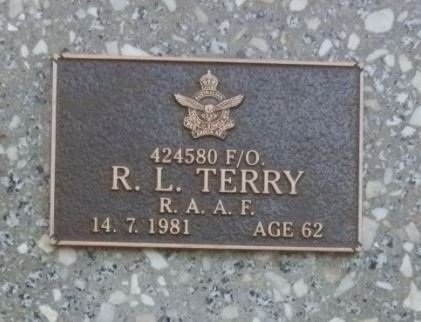 424580 F/O.
R. L. TERRY
R. A. A. F.
14. 7. 1981 AGE 62